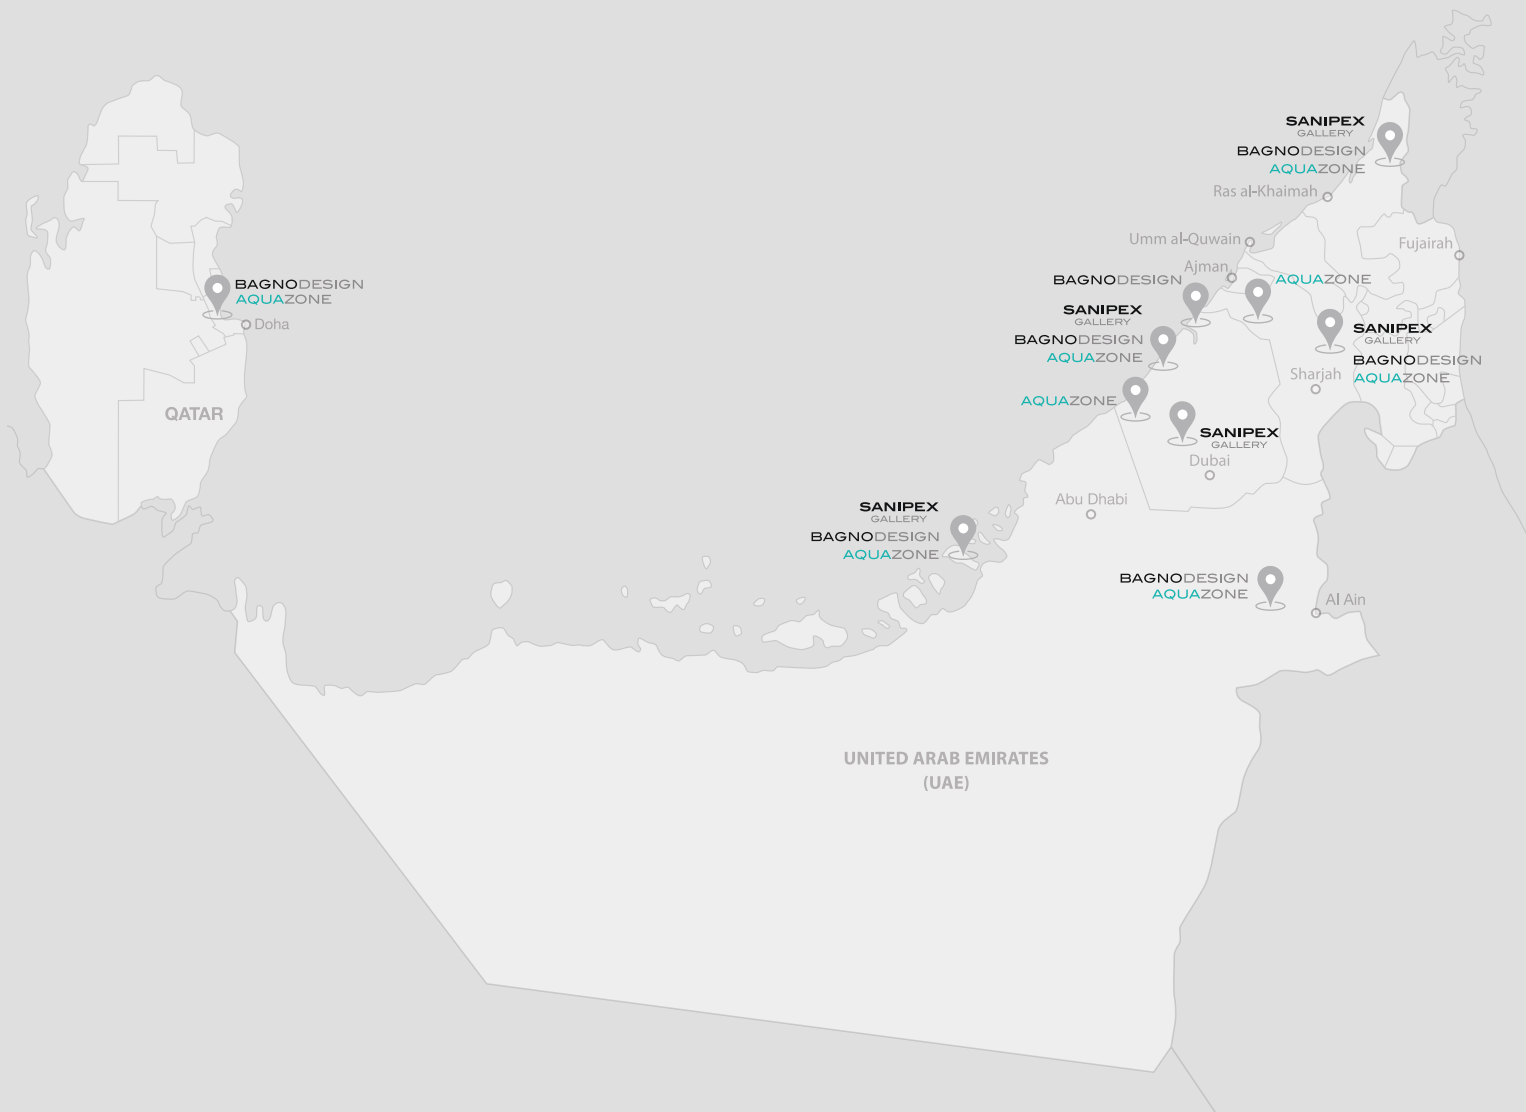 SANIPEX
GALLERY
BAGNODESIGN
AQUAZONE
Ras al-Khaimah
Umm al-Quwain
Fujairah
Ajman
BAGNODESIGN
AQUAZONE
BAGNODESIGN
AQUAZONE
Doha
SANIPEX
GALLERY
BAGNODESIGN
AQUAZONE
SANIPEX
GALLERY
BAGNODESIGN
AQUAZONE
Sharjah
AQUAZONE
QATAR
SANIPEX
GALLERY
Dubai
Abu Dhabi
SANIPEX
GALLERY
BAGNODESIGN
AQUAZONE
BAGNODESIGN
AQUAZONE
Al Ain
UNITED ARAB EMIRATES
(UAE)